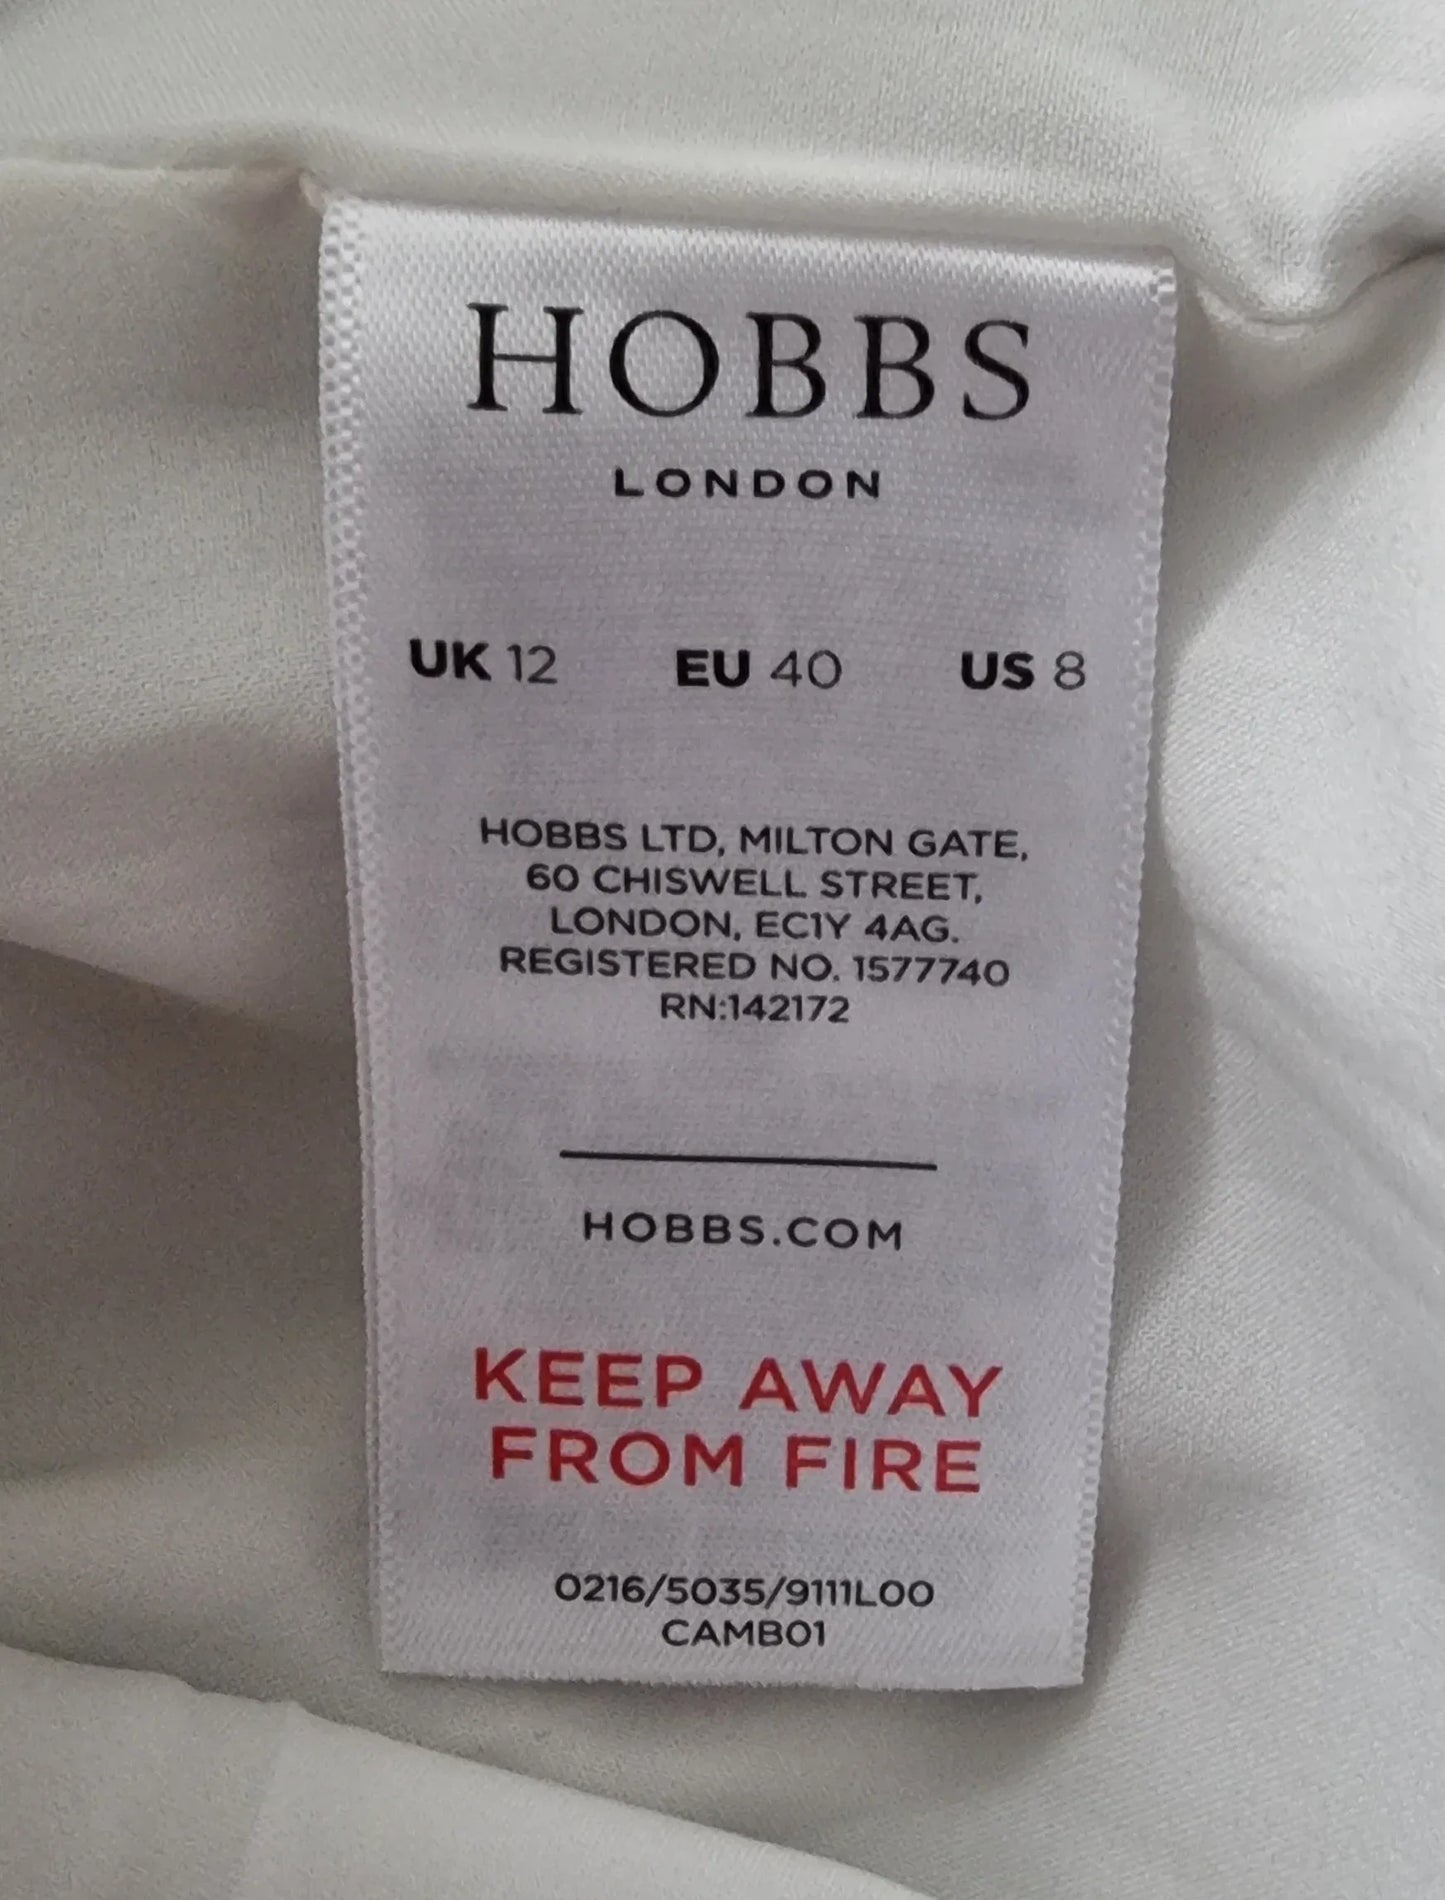 HOBBS
LONDON
UK 12 EU 40 US 8
HOBBS LTD, MILTON GATE,
60 CHISWELL STREET,
LONDON, EC1Y 4AG.
REGISTERED NO. 1577740
RN:142172
HOBBS.COM
KEEP AWAY
FROM FIRE
0216/5035/9111L00
CAMB01